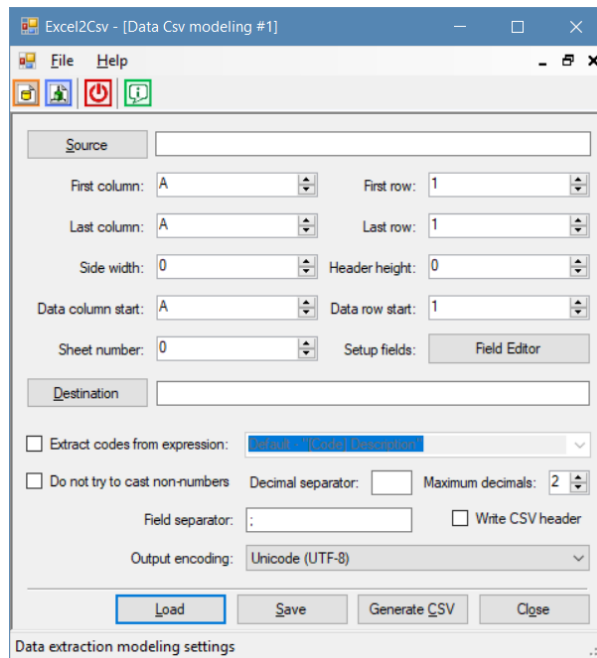 Excel2Csv - [Data Csv modeling #1]
File Help
Source
First column: A First row: 1
Last column: A Last row: 1
Side width: 0 Header height: 0
Data column start: A Data row start: 1
Sheet number: 0 Setup fields: Field Editor
Destination
Extract codes from expression: Default - "[Code] Description"
Do not try to cast non-numbers Decimal separator: Maximum decimals: 2
Field separator: ; Write CSV header
Output encoding: Unicode (UTF-8)
Load Save Generate CSV Close
Data extraction modeling settings